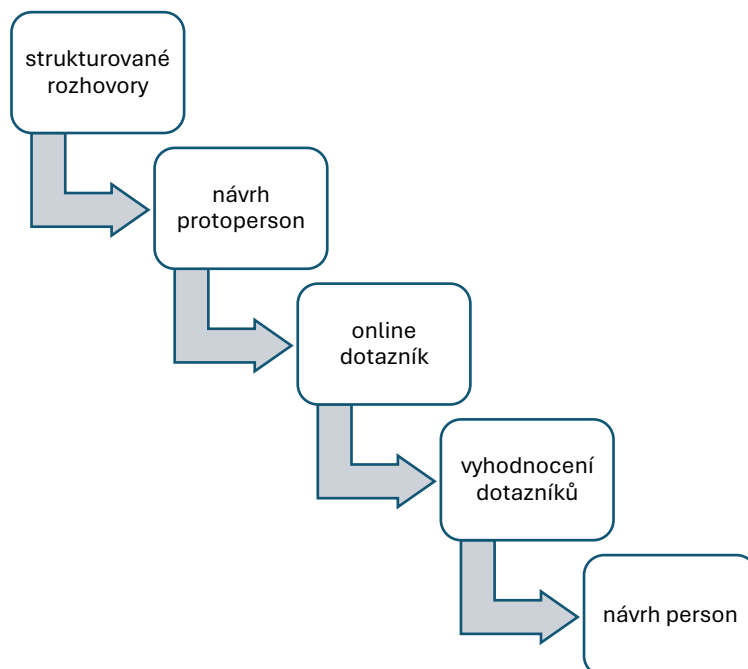 strukturované
rozhovory
návrh
protoperson
online
dotazník
vyhodnocení
dotazníků
návrh person